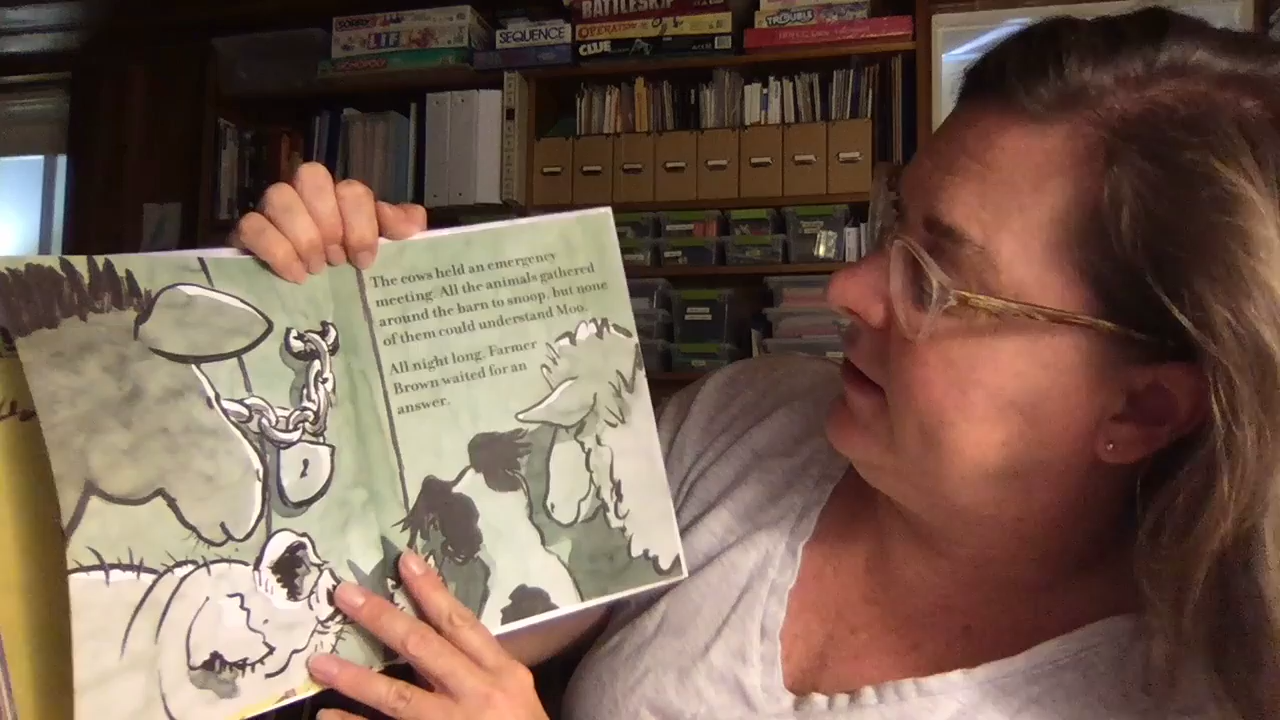 SORRY
LIFE
MONOPOLY
SEQUENCE
BATTLESHIP
OPERATION
CLUE
TROUBLE
The cows held an emergency
meeting. All the animals gathered
around the barn to snoop, but none
of them could understand Moo.
All night long, Farmer
Brown waited for an
answer.